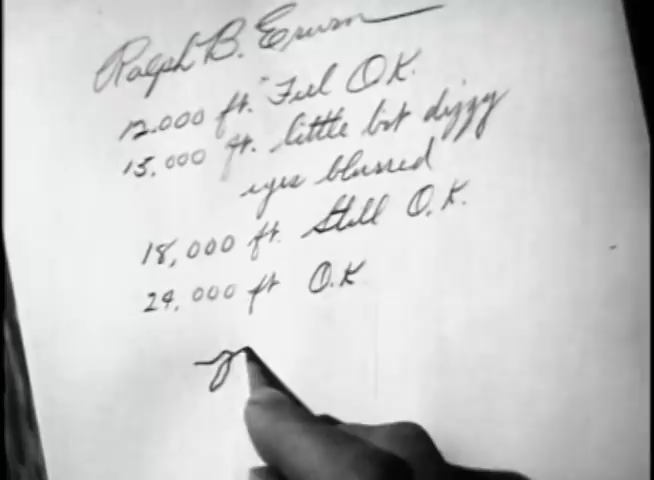 Ralph B.
12.000 ft. "Feel O.K.
15,000 ft. little bit dizzy
eyes blurred
18,000 ft. Still O.K.
24,000 ft O.K